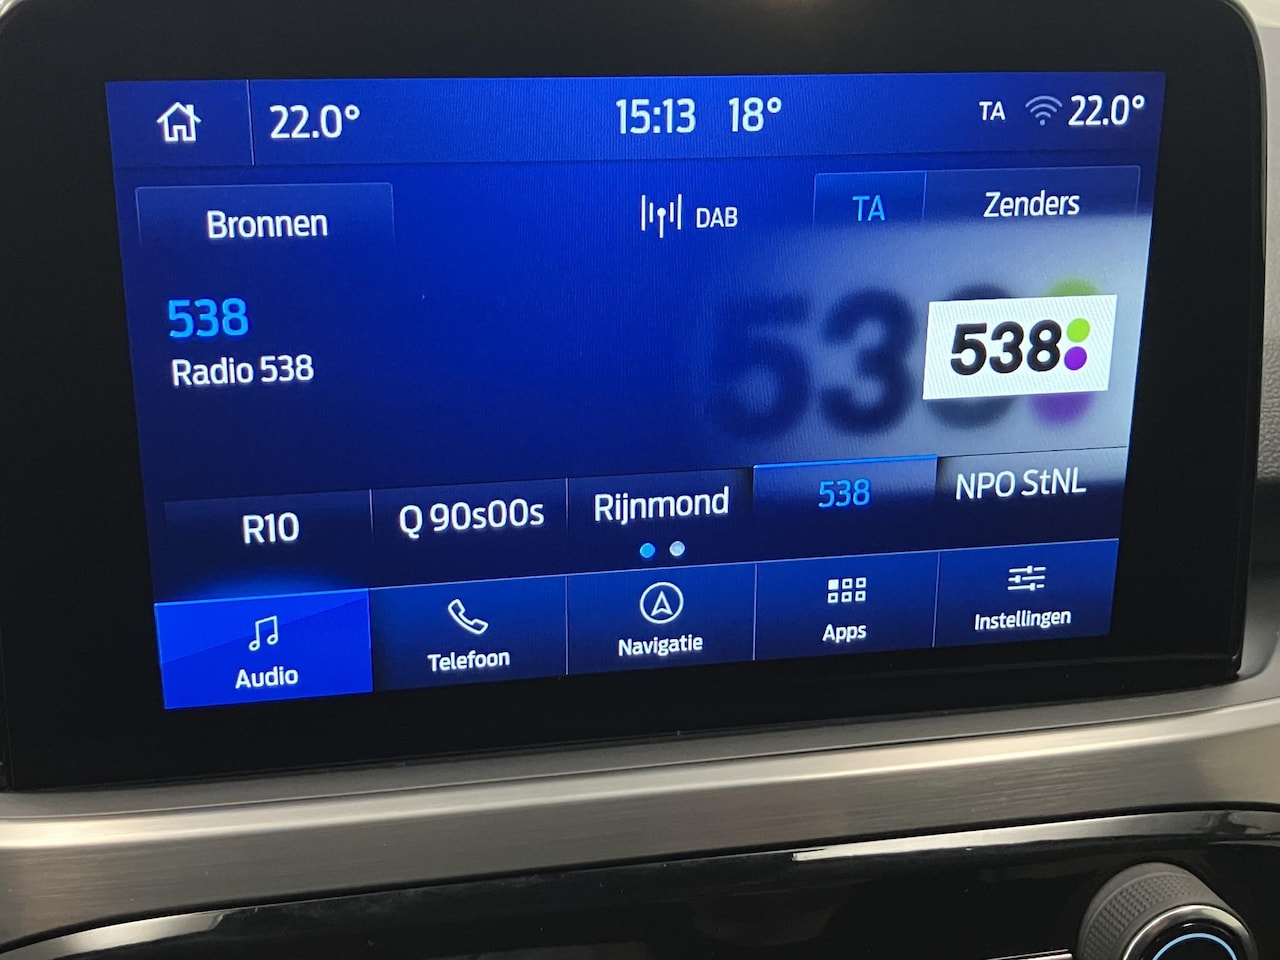 22.0°
15:13 18°
TA 22.0°
Bronnen
DAB
TA
Zenders
538
Radio 538
538
538
R10
Q 90s00s
Rijnmond
538
NPO StNL
Audio
Telefoon
Navigatie
Apps
Instellingen